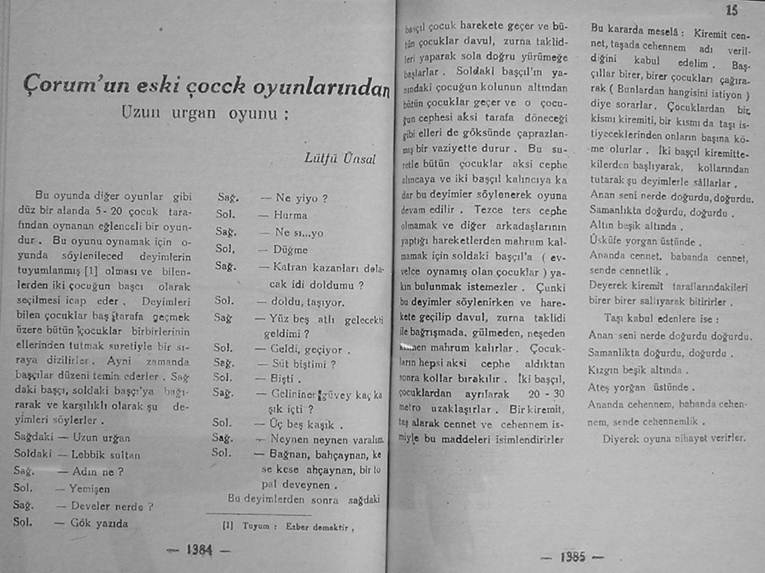 Çorum'un eski çocck oyunlarından
Uzun urgan oyunu :
Lûtfü Ünsal
Bu oyunda diğer oyunlar gibi
düz bir alanda 5 - 20 çocuk tara-
fından oynanan eğlenceli bir oyun-
dur . Bu oyunu oynamak için o-
yunda söylenileced deyimlerin
tuyumlanmış [1] olması ve bilen-
lerden iki çocuğun başcı olarak
seçilmesi icap eder . Deyimleri
bilen çocuklar baş tarafa geçmek
üzere bütün çocuklar birbirlerinin
ellerinden tutmak suretiyle bir sı-
raya dizilirler . Ayni zamanda
başçılar düzeni temin ederler . Sağ
daki başçı, soldaki başçı'ya bağı-
rarak ve karşılıklı olarak şu de-
yimleri söylerler .
Sağdaki — Uzun urgan
Soldaki — Lebbik sultan
Sağ. — Adın ne ?
Sol. — Yemişen
Sağ. — Develer nerde ?
Sol. — Gök yazıda
Sağ. — Ne yiyo ?
Sol. — Hurma
Sağ. — Ne sı...yo
Sol, — Düğme
Sağ. — Katran kazanları dola-
cak idi doldumu ?
Sol. — doldu, taşıyor.
Sağ — Yüz beş atlı gelecekti
geldimi ?
Sol. — Geldi, geçiyor .
Sağ. — Süt biştimi ?
Sol. — Bişti .
Sağ. — Gelininen güvey kaç ka
şık içti ?
Sol. — Üç beş kaşık .
Sağ. — Neynen neynen varalım
Sol. — Bağnan, bahçaynan, ke
se kese ahçaynan, bir to
pal deveynen .
Bu deyimlerden sonra sağdaki
[1] Tuyum : Ezber demektir ,
— 1384 —
15
başçıl çocuk harekete geçer ve bü-
tün çocuklar davul, zurna taklid-
leri yaparak sola doğru yürümeğe
başlarlar . Soldaki başçıl'ın ya-
nındaki çocuğun kolunun altından
bütün çocuklar geçer ve o çocu-
ğun cephesi aksi tarafa döneceği
gibi elleri de göksünde çaprazlan-
mış bir vaziyette durur . Bu su-
retle bütün çocuklar aksi cephe
alıncaya ve iki başçıl kalıncıya ka
dar bu deyimler söylenerek oyuna
devam edilir . Tezce ters cephe
olmamak ve diğer arkadaşlarının
yaptığı hareketlerden mahrum kal-
mamak için soldaki başçıl'a ( ev-
velce oynamış olan çocuklar ) ya-
kın bulunmak istemezler . Çunki
bu deyimler söylenirken ve hare-
kete geçilip davul, zurna taklidi
ile bağrışmada, gülmeden, neşeden
kısmen mahrum kalırlar . Çocuk-
ların hepsi aksi cephe aldıktan
sonra kollar bırakılır . İki başçıl,
çocuklardan ayrılarak 20 - 30
metro uzaklaşırlar . Bir kiremit,
taş alarak cennet ve cehennem is-
miyle bu maddeleri isimlendirirler
Bu kararda meselâ : Kiremit cen-
net, taşada cehennem adı veril-
diğini kabul edelim . Baş-
çıllar birer, birer çocukları çağıra-
rak ( Bunlardan hangisini istiyon )
diye sorarlar . Çocuklardan bir
kısmı kiremiti, bir kısmı da taşı is-
tiyeceklerinden onların başına kö-
me olurlar . İki başçıl kiremitte-
kilerden başlıyarak, kollarından
tutarak şu deyimlerle sallarlar .
Anan seni nerde doğurdu, doğurdu.
Samanlıkta doğurdu, doğurdu .
Altın beşik altında .
Üsküfe yorgan üstünde .
Ananda cennet, babanda cennet,
sende cennetlik .
Deyerek kiremit taraflarındakileri
birer birer sallıyarak bitirirler .
Taşı kabul edenlere ise :
Anan seni nerde doğurdu doğurdu.
Samanlikta doğurdu, doğurdu .
Kızgın beşik altında .
Ateş yorğan üstünde .
Ananda cehennem, babanda cehen-
nem, sende cehennemlik .
Diyerek oyuna nihayet verirler.
— 1385 —